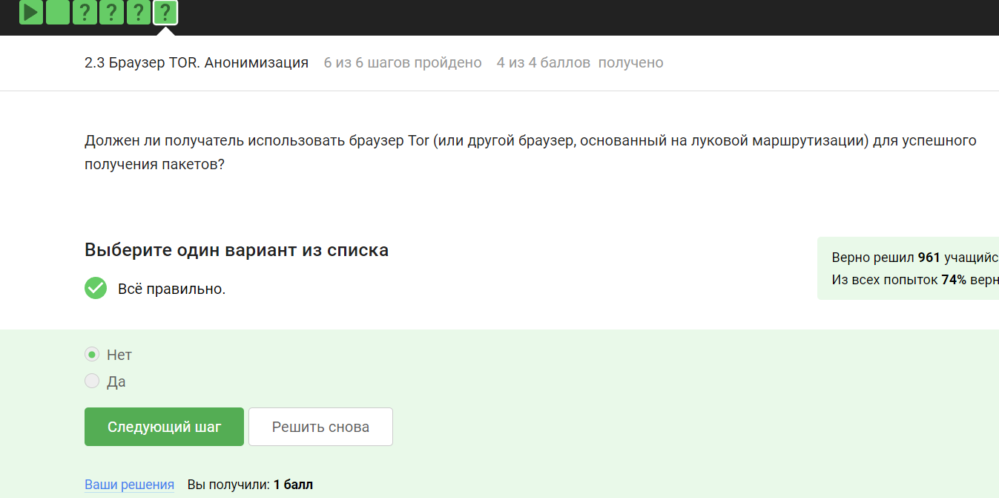 ? ? ? ?
2.3 Браузер TOR. Анонимизация 6 из 6 шагов пройдено 4 из 4 баллов получено
Должен ли получатель использовать браузер Tor (или другой браузер, основанный на луковой маршрутизации) для успешного
получения пакетов?
Выберите один вариант из списка
Верно решил 961 учащийс
Из всех попыток 74% верн
Всё правильно.
Нет
Да
Следующий шаг Решить снова
Ваши решения Вы получили: 1 балл